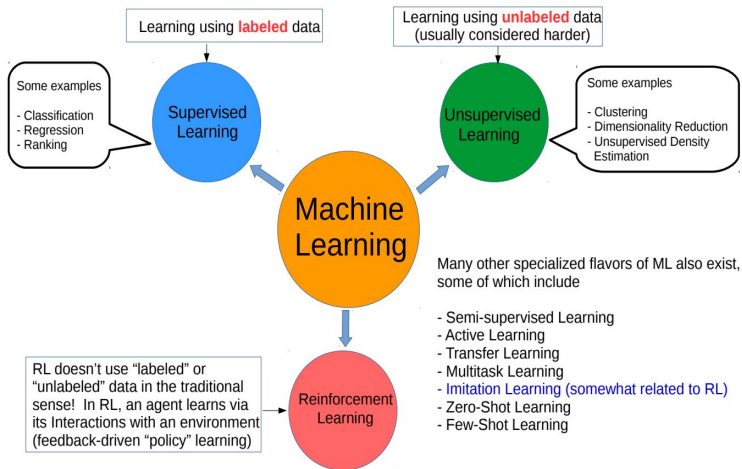 Learning using labeled data
Learning using unlabeled data
(usually considered harder)
Some examples
- Classification
- Regression
- Ranking
Supervised
Learning
Unsupervised
Learning
Some examples
- Clustering
- Dimensionality Reduction
- Unsupervised Density
Estimation
Machine
Learning
Many other specialized flavors of ML also exist,
some of which include
- Semi-supervised Learning
- Active Learning
- Transfer Learning
- Multitask Learning
- Imitation Learning (somewhat related to RL)
- Zero-Shot Learning
- Few-Shot Learning
RL doesn’t use “labeled” or
“unlabeled” data in the traditional
sense! In RL, an agent learns via
its Interactions with an environment
(feedback-driven “policy” learning)
Reinforcement
Learning